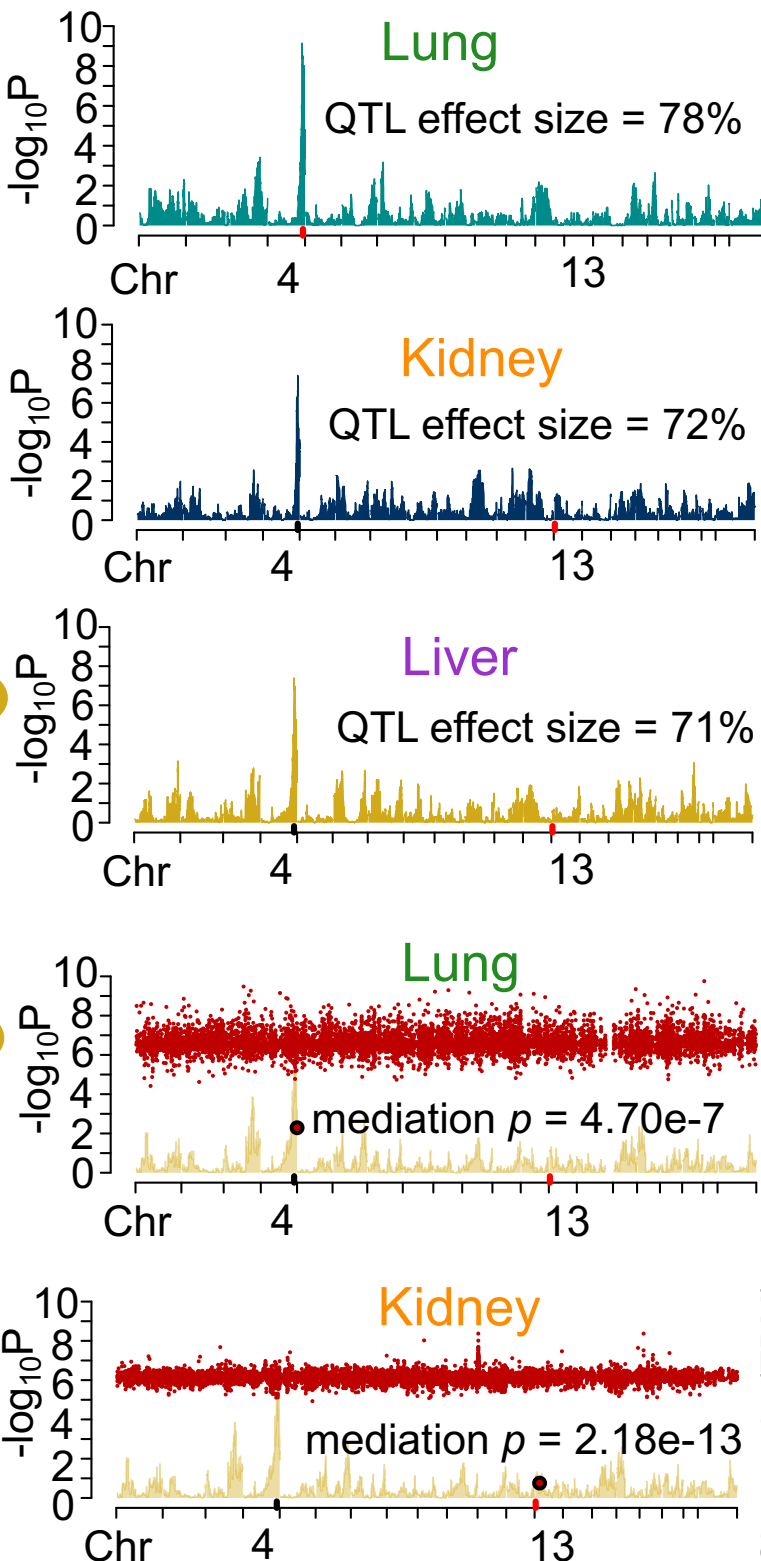 Lung
QTL effect size = 78%
-log10P
10
8
6
4
2
0
Chr 4 13
Kidney
QTL effect size = 72%
-log10P
10
8
6
4
2
0
Chr 4 13
Liver
QTL effect size = 71%
-log10P
10
8
6
4
2
0
Chr 4 13
Lung
-log10P
10
8
6
4
2
0
mediation p = 4.70e-7
Chr 4 13
Kidney
-log10P
10
8
6
4
2
0
mediation p = 2.18e-13
Chr 4 13